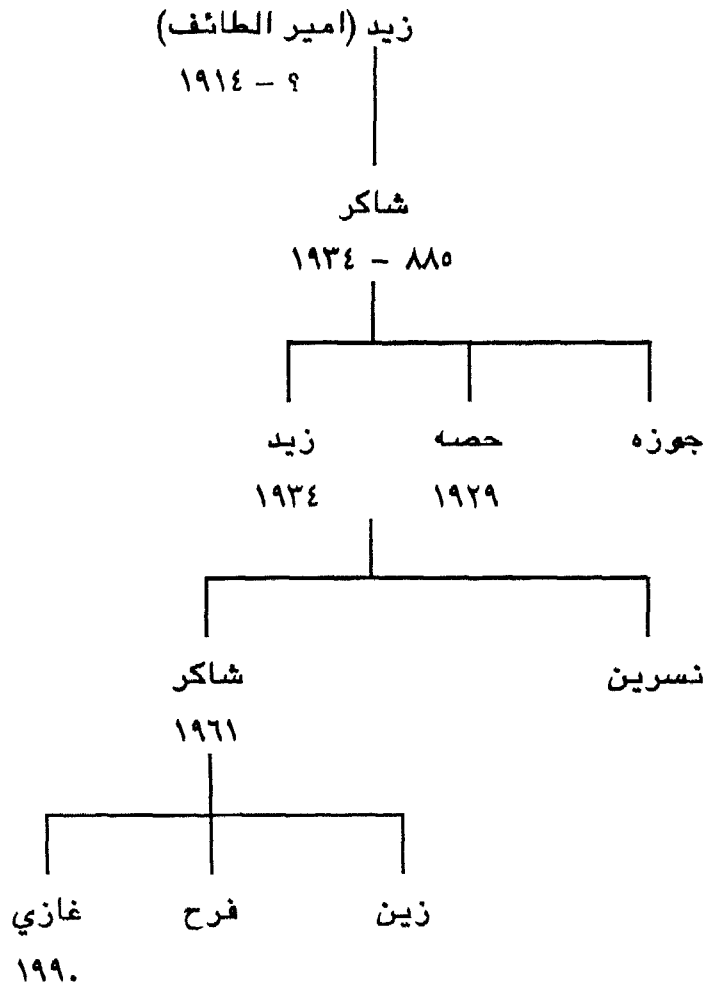 زيد (امير الطائف)
؟ – ١٩١٤
شاكر
٨٨٥ – ١٩٣٤
جوزه حصه زيد
١٩٢٩ ١٩٣٤
نسرين شاكر
١٩٦١
زين فرح غازي
١٩٩٠